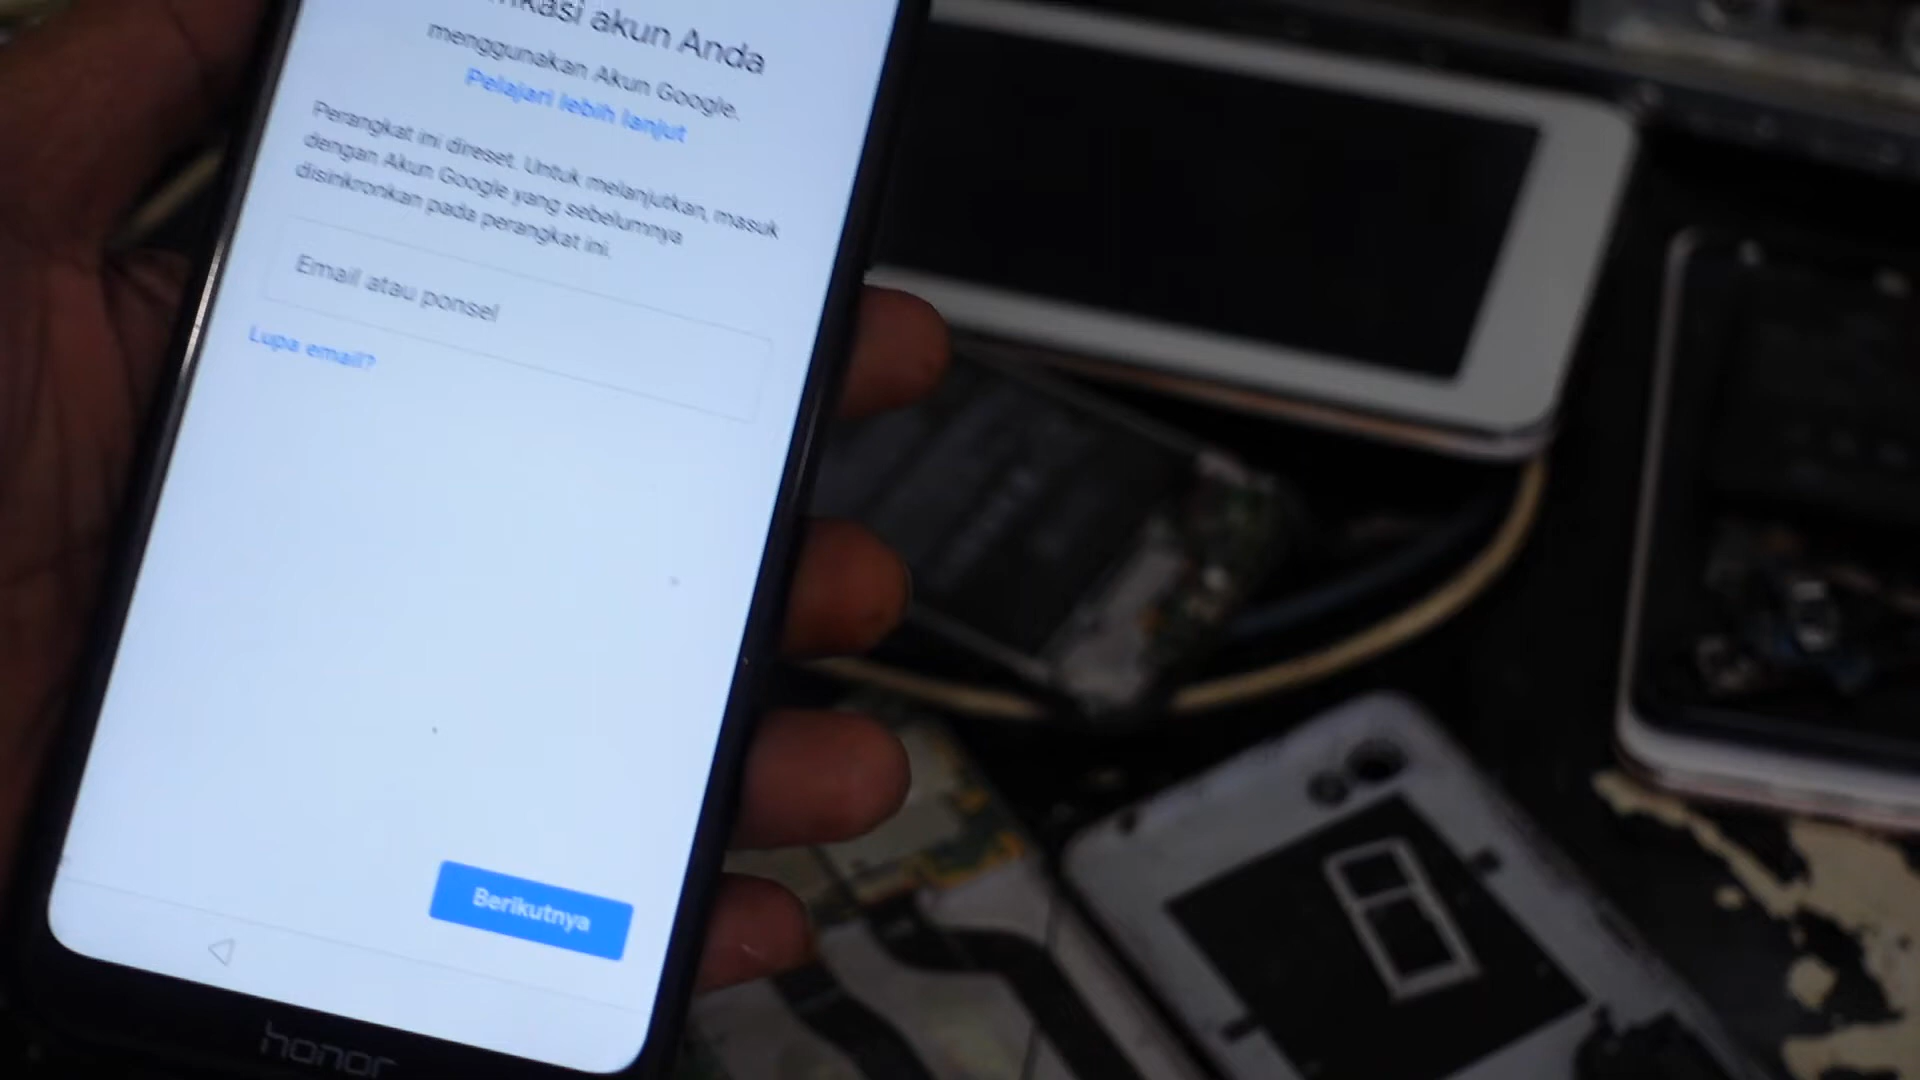 akun Anda
menggunakan Akun Google.
Pelajari lebih lanjut
Perangkat ini direset. Untuk melanjutkan, masuk
dengan Akun Google yang sebelumnya
disinkronkan pada perangkat ini.
Email atau ponsel
Lupa email?
Berikutnya
honor